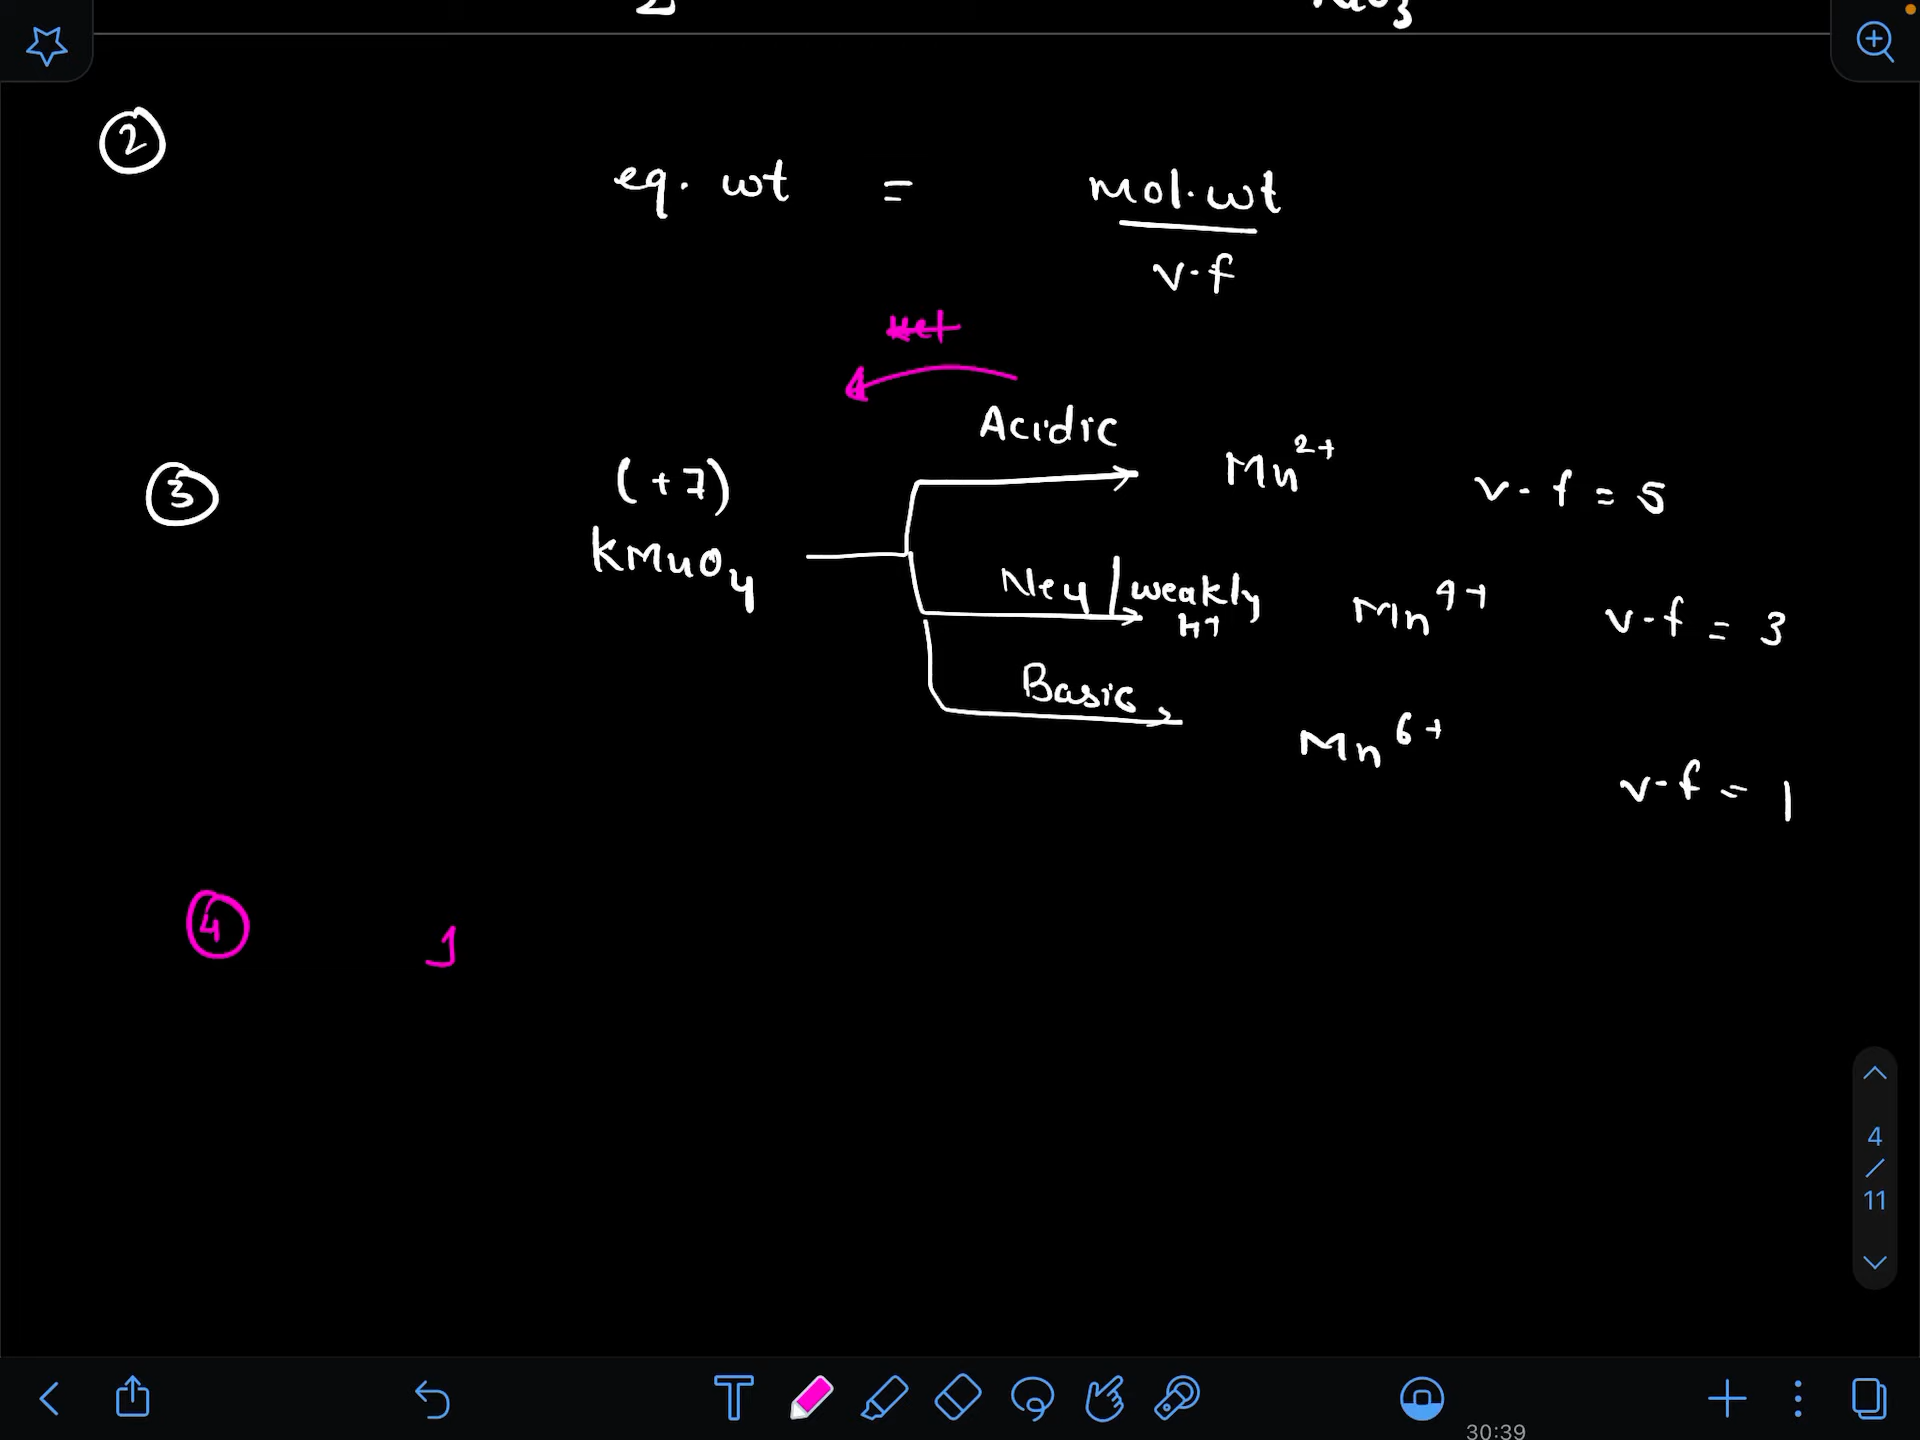 ②
eq. wt = mol. wt
v.f
Acidic
Mn2+
v-f = 5
③
(+7)
KMnO4
Neu | weakly
H+
Mn4+
v-f = 3
Basic
Mn6+
v-f = 1
④ 1
4
/
11
30:39